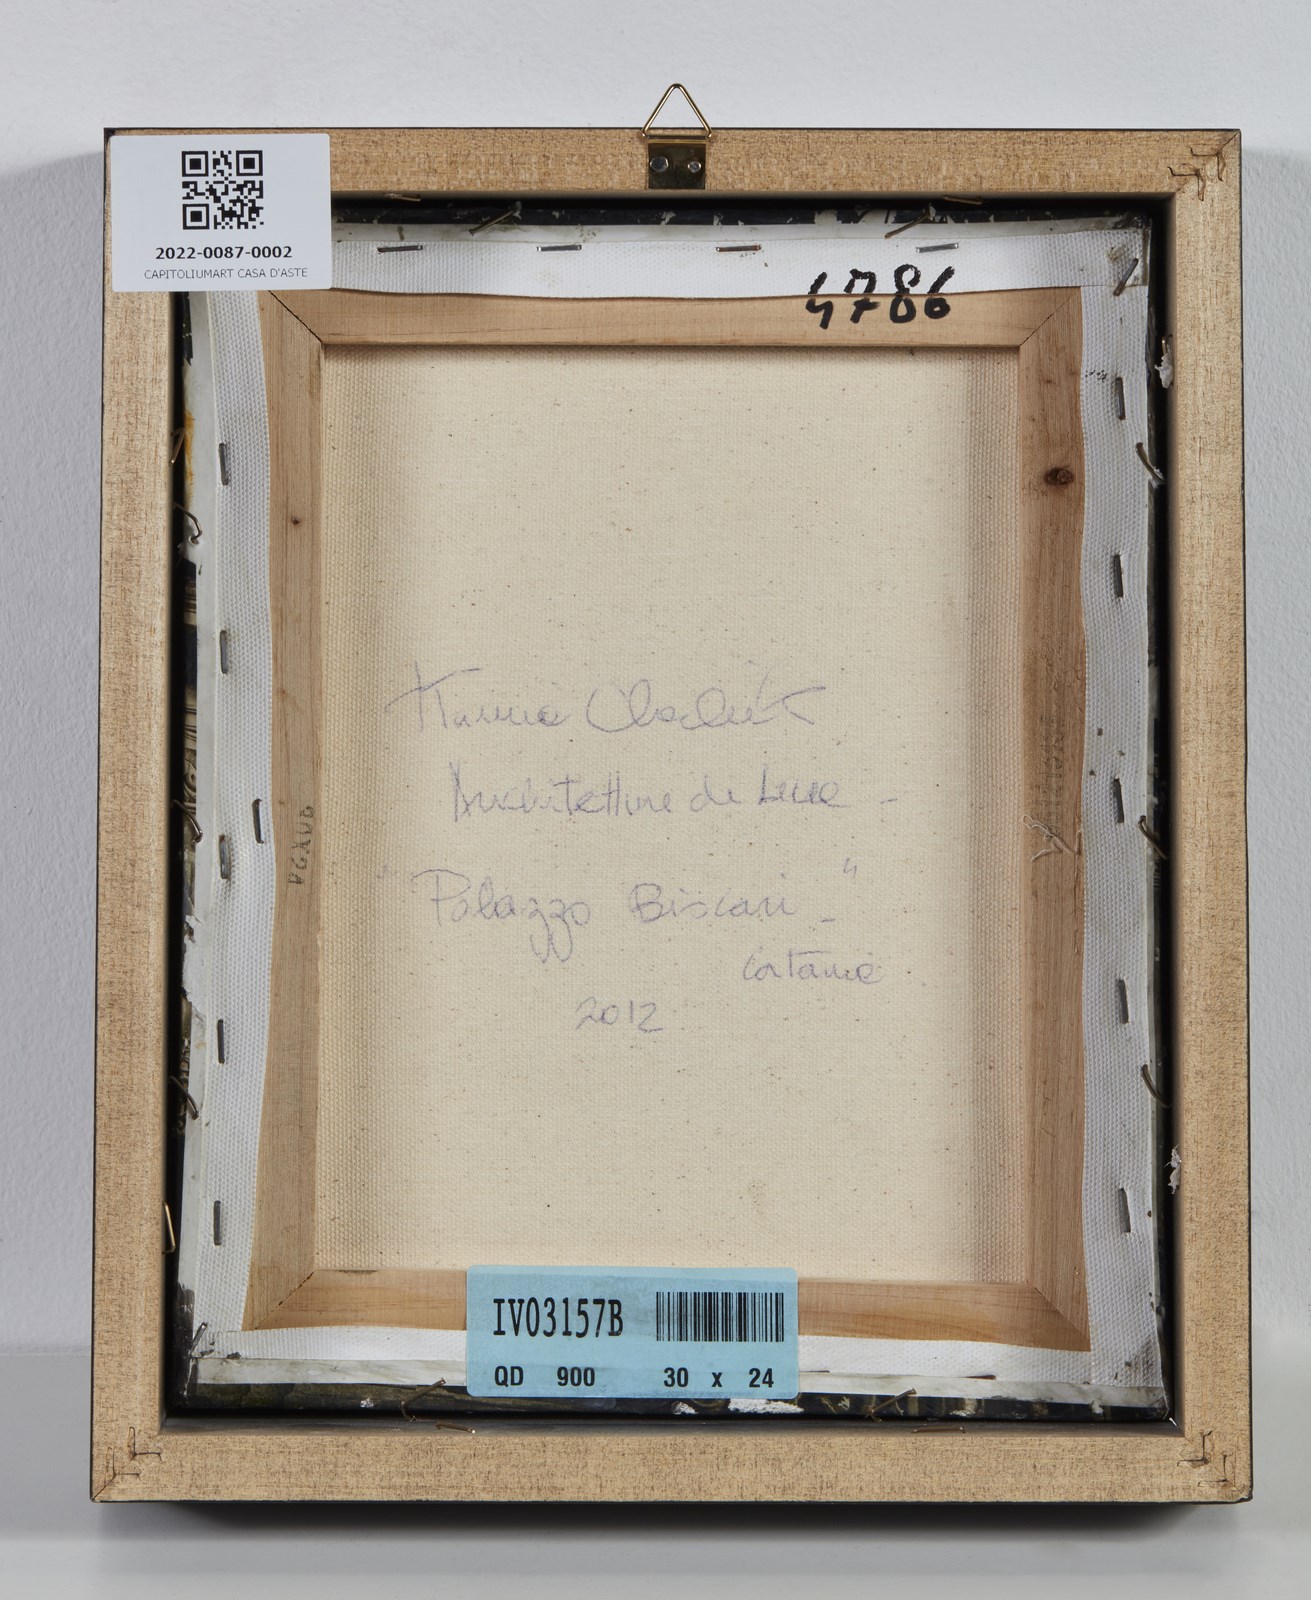 2022-0087-0002
CAPITOLIUMART CASA D'ASTE
4786
Architetture di Luce -
"Palazzo Biscari" -
Catania
2012
IV03157B
QD 900 30 x 24